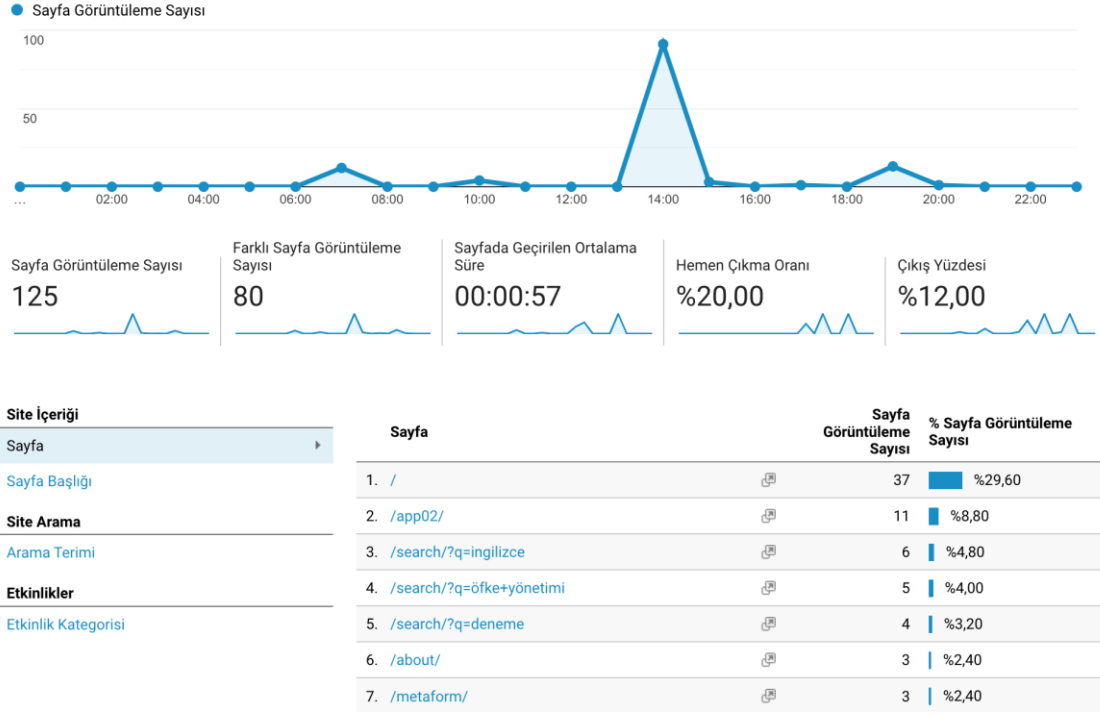 Sayfa Görüntüleme Sayısı
100
50
...
02:00
04:00
06:00
08:00
10:00
12:00
14:00
16:00
18:00
20:00
22:00
Sayfa Görüntüleme Sayısı
125
Farklı Sayfa Görüntüleme
Sayısı
80
Sayfada Geçirilen Ortalama
Süre
00:00:57
Hemen Çıkma Oranı
%20,00
Çıkış Yüzdesi
%12,00
Site İçeriği
Sayfa
Sayfa Başlığı
Site Arama
Arama Terimi
Etkinlikler
Etkinlik Kategorisi
Sayfa
Sayfa
Görüntüleme
Sayısı
% Sayfa Görüntüleme
Sayısı
1. / 37 %29,60
2. /app02/ 11 %8,80
3. /search/?q=ingilizce 6 %4,80
4. /search/?q=öfke+yönetimi 5 %4,00
5. /search/?q=deneme 4 %3,20
6. /about/ 3 %2,40
7. /metaform/ 3 %2,40